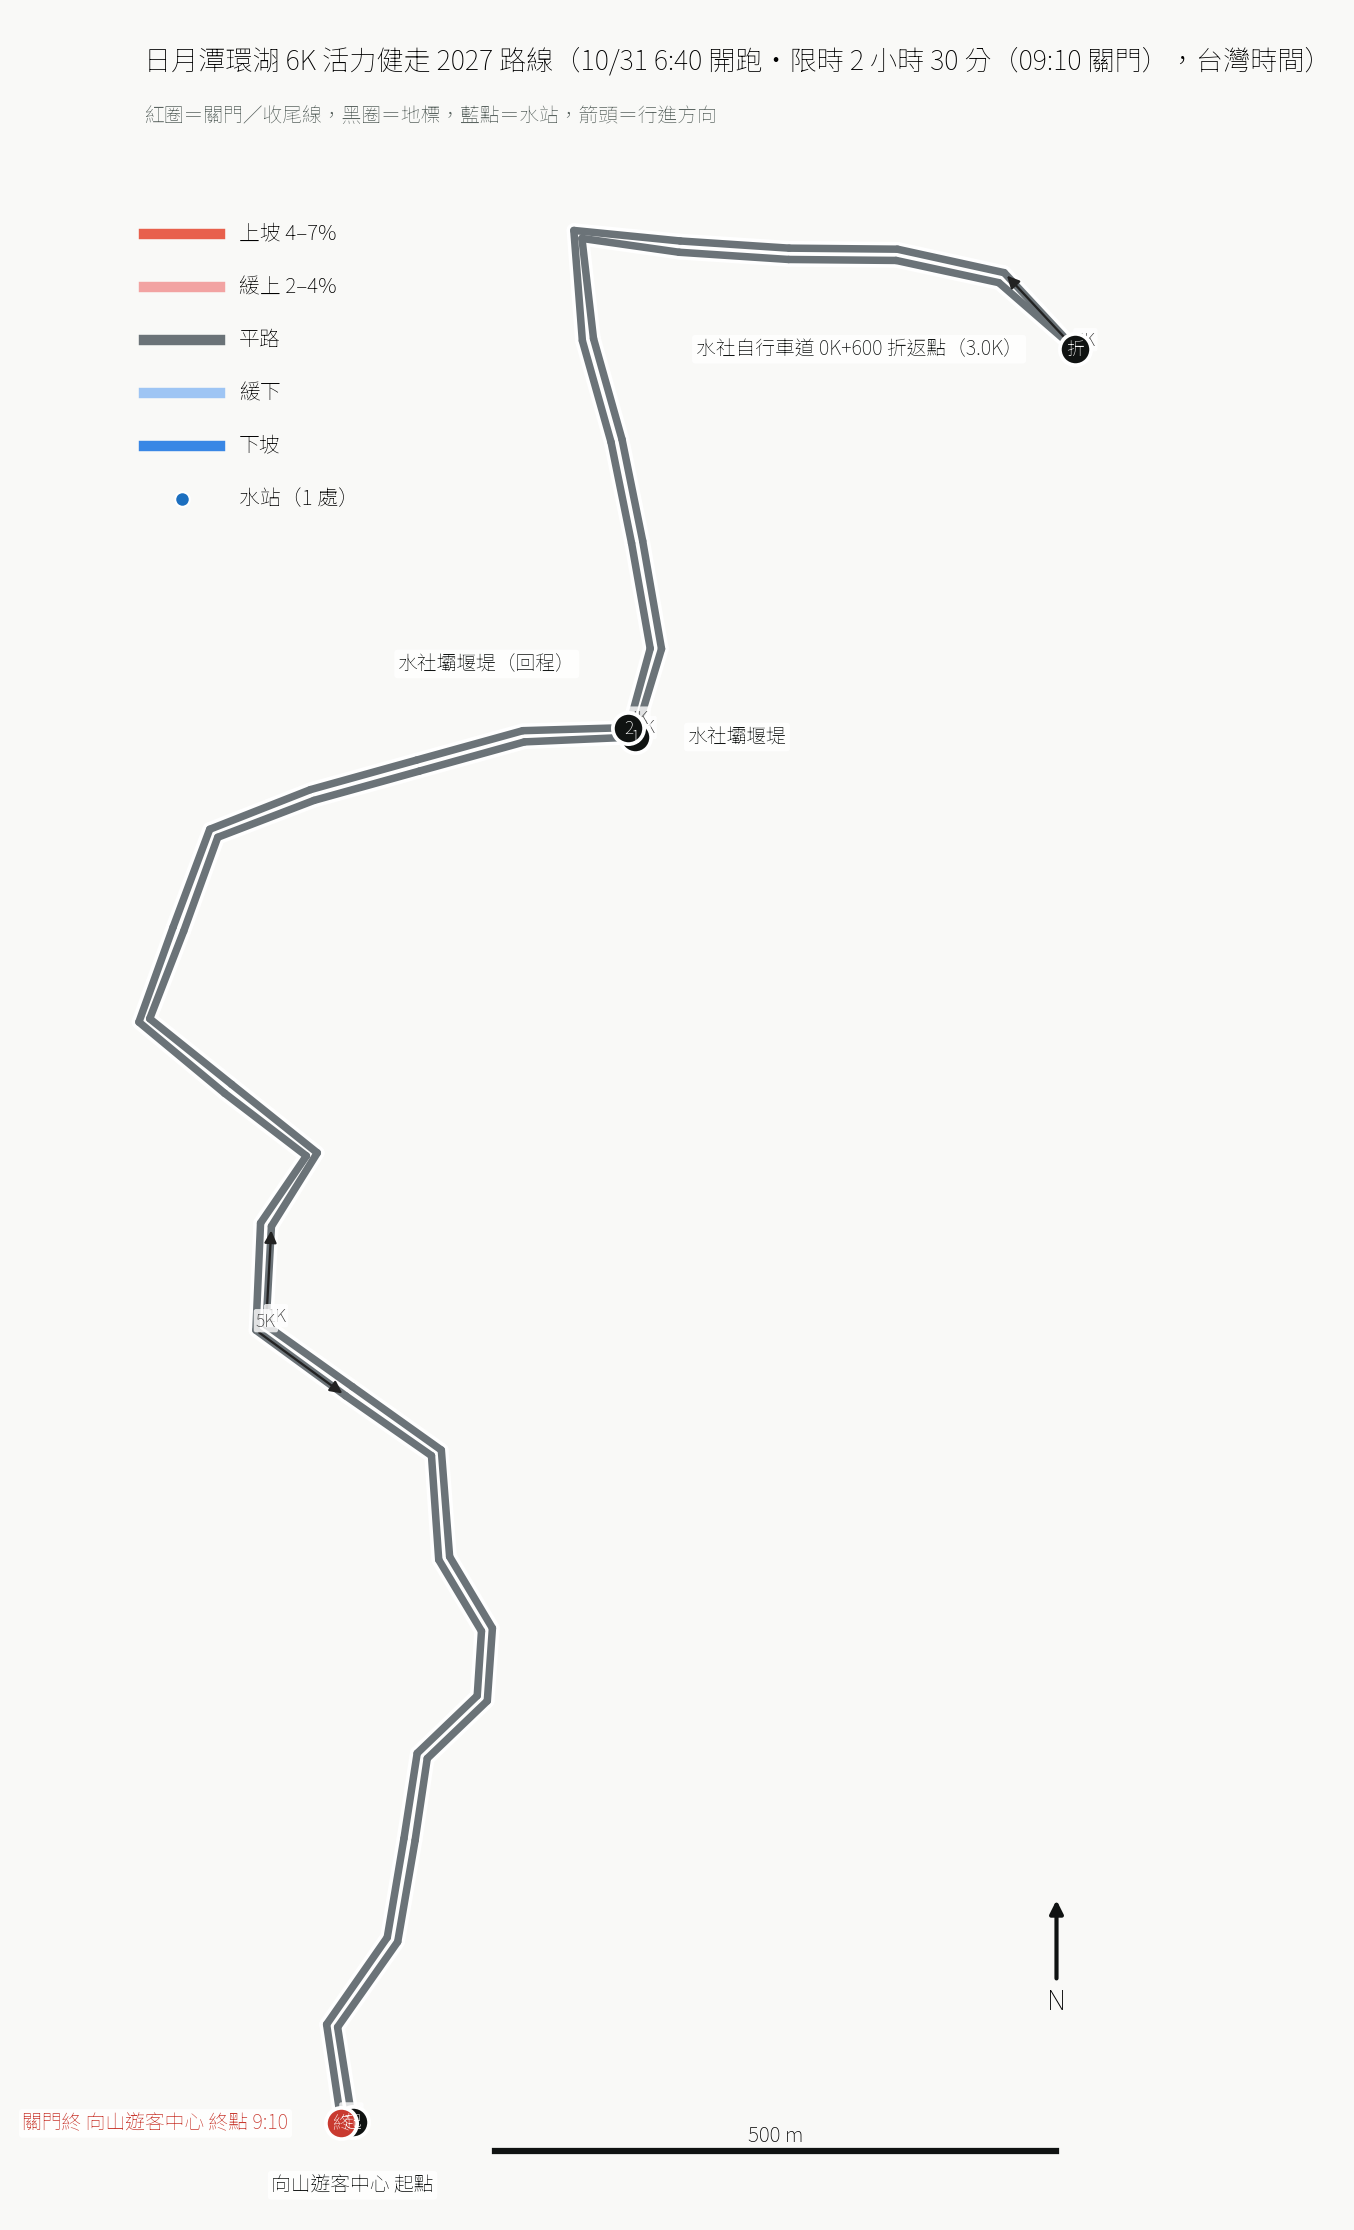 日月潭環湖 6K 活力健走 2027 路線（10/31 6:40 開跑・限時 2 小時 30 分（09:10 關門），台灣時間）
紅圈＝關門／收尾線，黑圈＝地標，藍點＝水站，箭頭＝行進方向
上坡 4–7%
緩上 2–4%
平路
緩下
下坡
水站（1 處）
水社自行車道 0K+600 折返點（3.0K）
折
水社壩堰堤（回程）
2
1
水社壩堰堤
5K
N
關門終 向山遊客中心 終點 9:10
終
500 m
向山遊客中心 起點